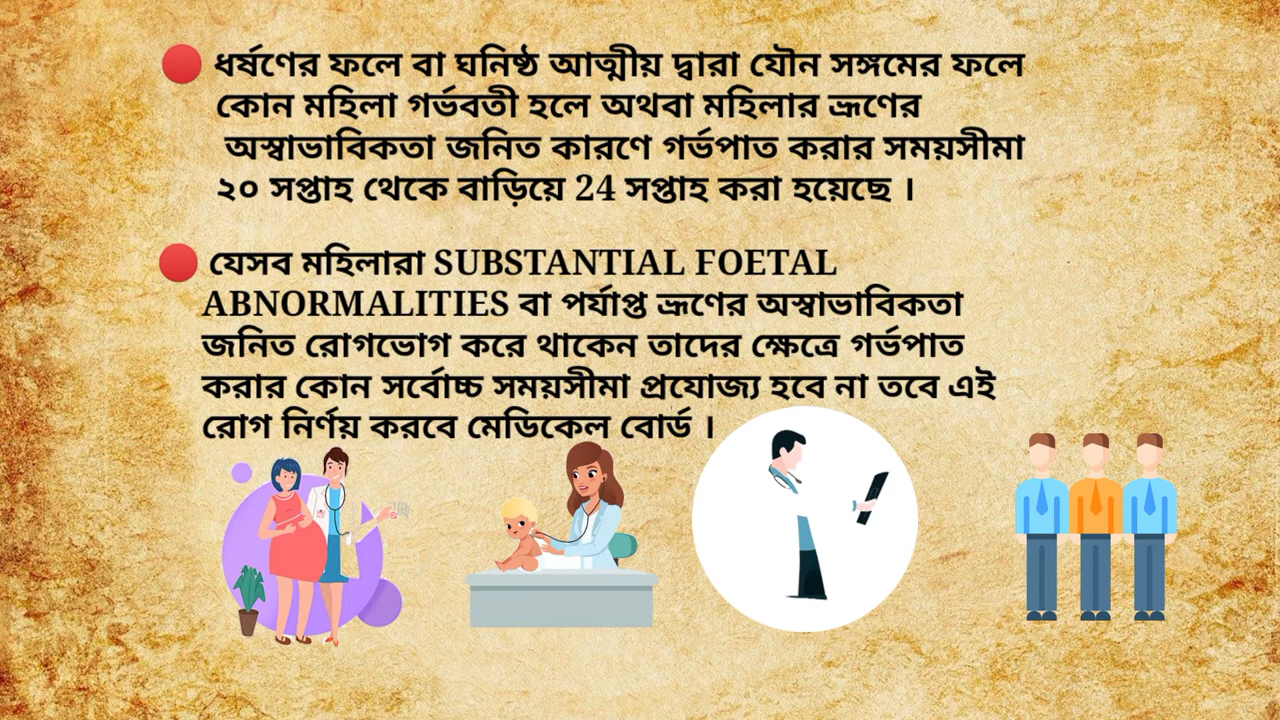 ধর্ষণের ফলে বা ঘনিষ্ঠ আত্মীয় দ্বারা যৌন সঙ্গমের ফলে
কোন মহিলা গর্ভবতী হলে অথবা মহিলার ভ্রূণের
অস্বাভাবিকতা জনিত কারণে গর্ভপাত করার সময়সীমা
২০ সপ্তাহ থেকে বাড়িয়ে 24 সপ্তাহ করা হয়েছে ।
যেসব মহিলারা SUBSTANTIAL FOETAL
ABNORMALITIES বা পর্যাপ্ত ভ্রূণের অস্বাভাবিকতা
জনিত রোগভোগ করে থাকেন তাদের ক্ষেত্রে গর্ভপাত
করার কোন সর্বোচ্চ সময়সীমা প্রযোজ্য হবে না তবে এই
রোগ নির্ণয় করবে মেডিকেল বোর্ড ।